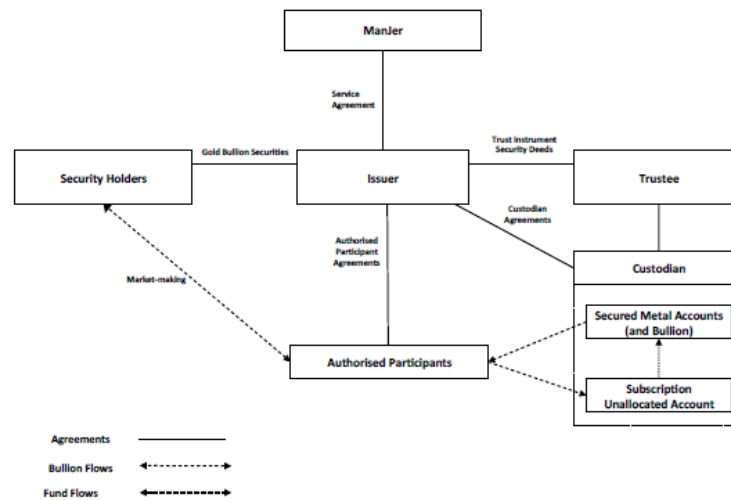 ManJer
Service
Agreement
Gold Bullion Securities
Trust Instrument
Security Deeds
Security Holders
Issuer
Trustee
Custodian
Agreements
Authorised
Participant
Agreements
Custodian
Market-making
Secured Metal Accounts
(and Bullion)
Authorised Participants
Subscription
Unallocated Account
Agreements
Bullion Flows
Fund Flows